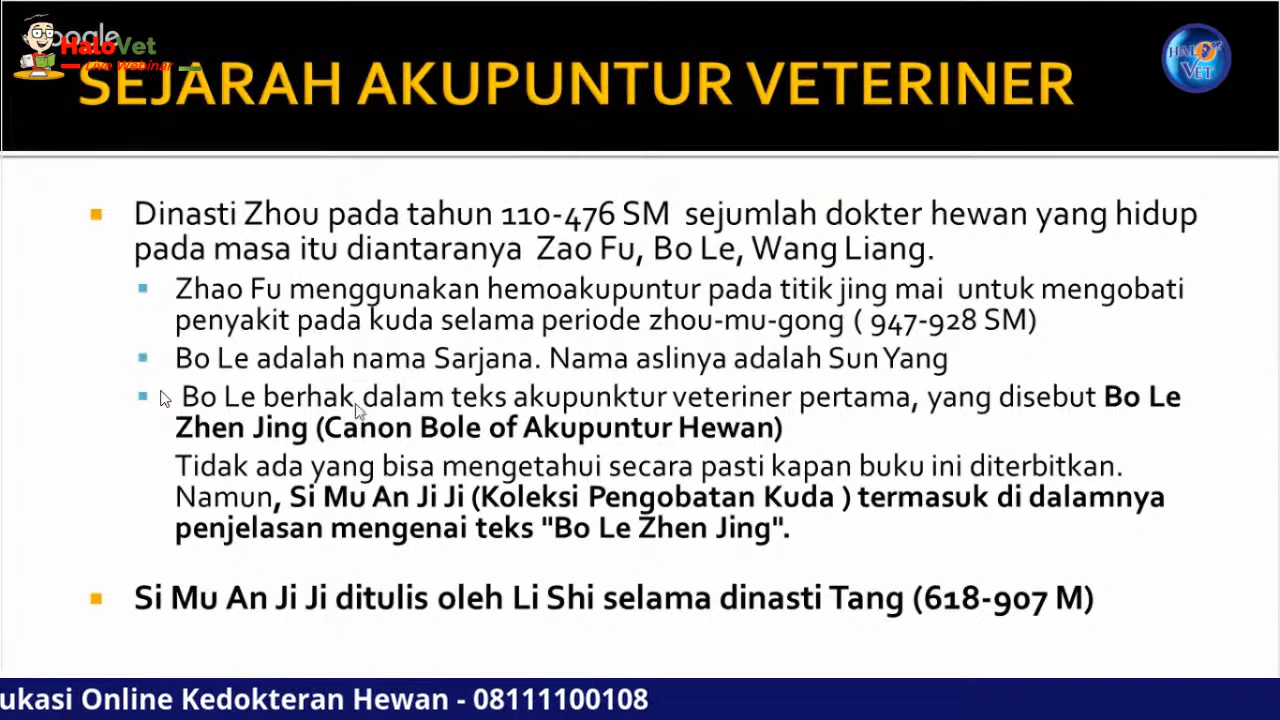 Google
HaloVet
Live Webinar
HALO
VET
SEJARAH AKUPUNTUR VETERINER
Dinasti Zhou pada tahun 110-476 SM sejumlah dokter hewan yang hidup
pada masa itu diantaranya Zao Fu, Bo Le, Wang Liang.
Zhao Fu menggunakan hemoakupuntur pada titik jing mai untuk mengobati
penyakit pada kuda selama periode zhou-mu-gong ( 947-928 SM)
Bo Le adalah nama Sarjana. Nama aslinya adalah Sun Yang
Bo Le berhak dalam teks akupunktur veteriner pertama, yang disebut Bo Le
Zhen Jing (Canon Bole of Akupuntur Hewan)
Tidak ada yang bisa mengetahui secara pasti kapan buku ini diterbitkan.
Namun, Si Mu An Ji Ji (Koleksi Pengobatan Kuda ) termasuk di dalamnya
penjelasan mengenai teks "Bo Le Zhen Jing".
Si Mu An Ji Ji ditulis oleh Li Shi selama dinasti Tang (618-907 M)
ukasi Online Kedokteran Hewan - 08111100108